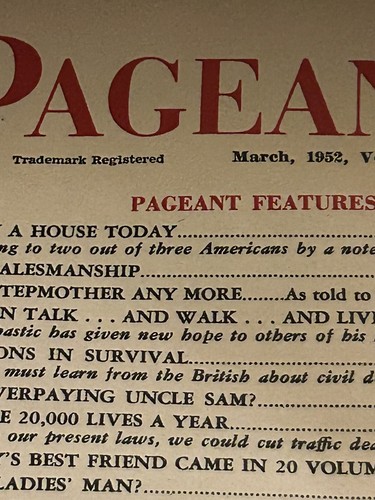 PAGEAN
Trademark Registered March, 1952, V
PAGEANT FEATURES
A HOUSE TODAY
ing to two out of three Americans by a note
ALESMANSHIP
TEPMOTHER ANY MORE.......As told to
N TALK . . . AND WALK . . . AND LIV
astic has given new hope to others of his
ONS IN SURVIVAL
must learn from the British about civil d
VERPAYING UNCLE SAM?
E 20,000 LIVES A YEAR
our present laws, we could cut traffic dea
Y'S BEST FRIEND CAME IN 20 VOLUM
LADIES' MAN?